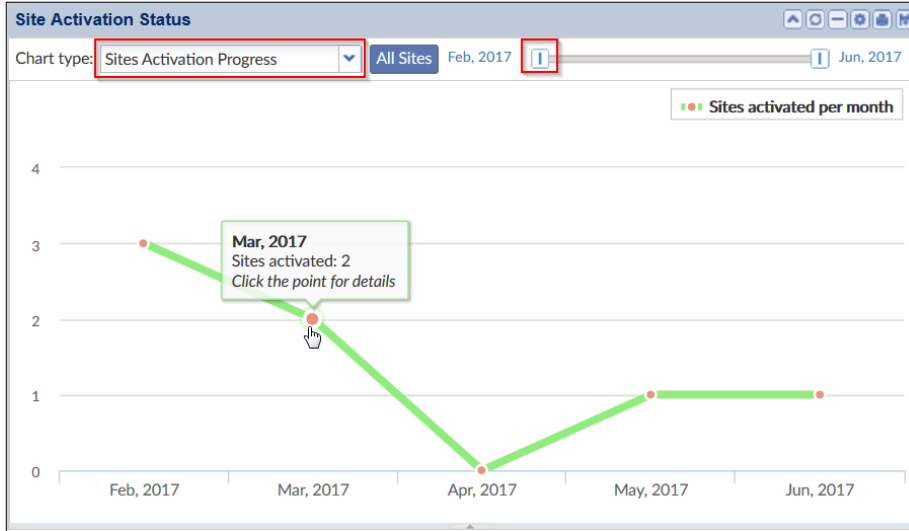 Site Activation Status
Chart type: Sites Activation Progress All Sites Feb, 2017 Jun, 2017
Sites activated per month
4
3
Mar, 2017
Sites activated: 2
Click the point for details
2
1
0
Feb, 2017 Mar, 2017 Apr, 2017 May, 2017 Jun, 2017